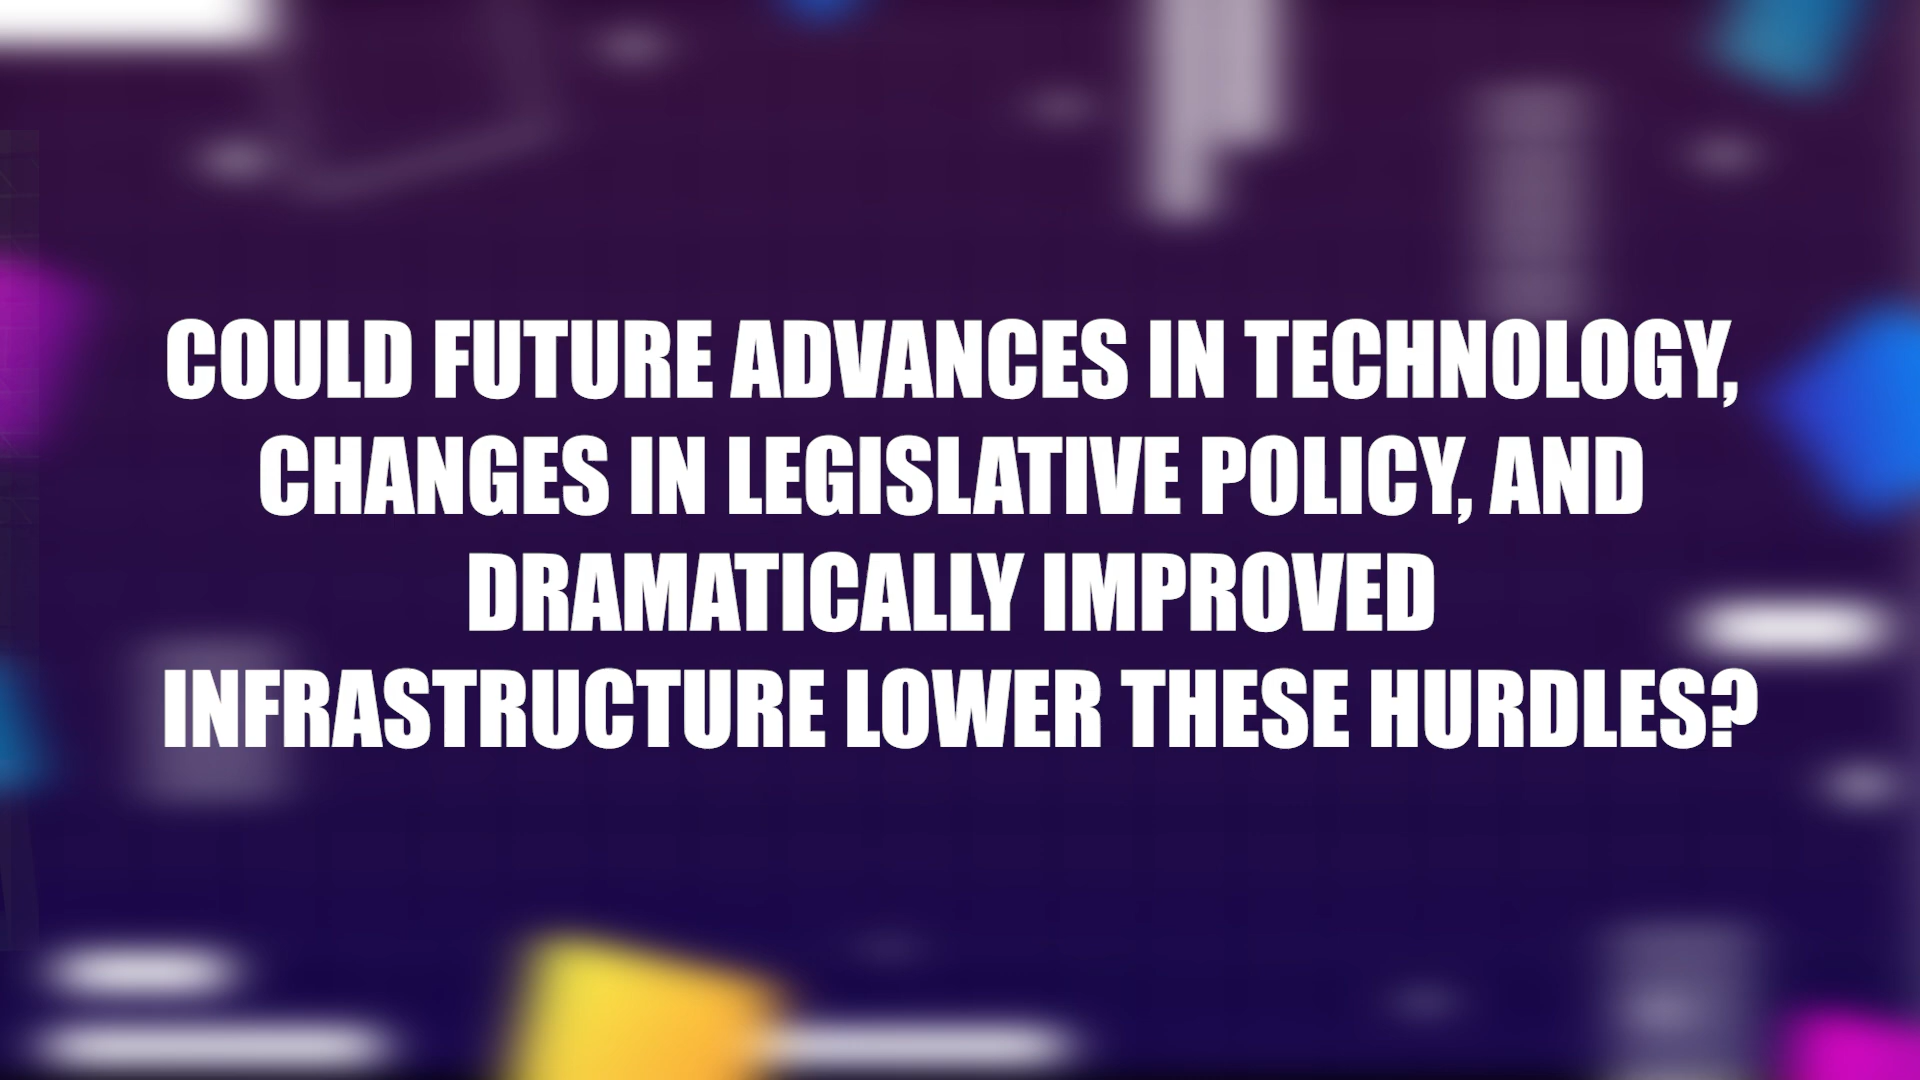 COULD FUTURE ADVANCES IN TECHNOLOGY,
CHANGES IN LEGISLATIVE POLICY, AND
DRAMATICALLY IMPROVED
INFRASTRUCTURE LOWER THESE HURDLES?